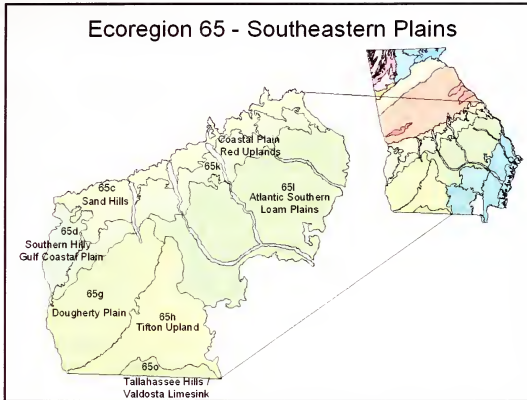 Ecoregion 65 - Southeastern Plains
Coastal Plain
Red Uplands
65k
65l
Atlantic Southern
Loam Plains
65c
Sand Hills
65d
Southern Hilly
Gulf Coastal Plain
65g
Dougherty Plain
65h
Tifton Upland
65o
Tallahassee Hills /
Valdosta Limesink